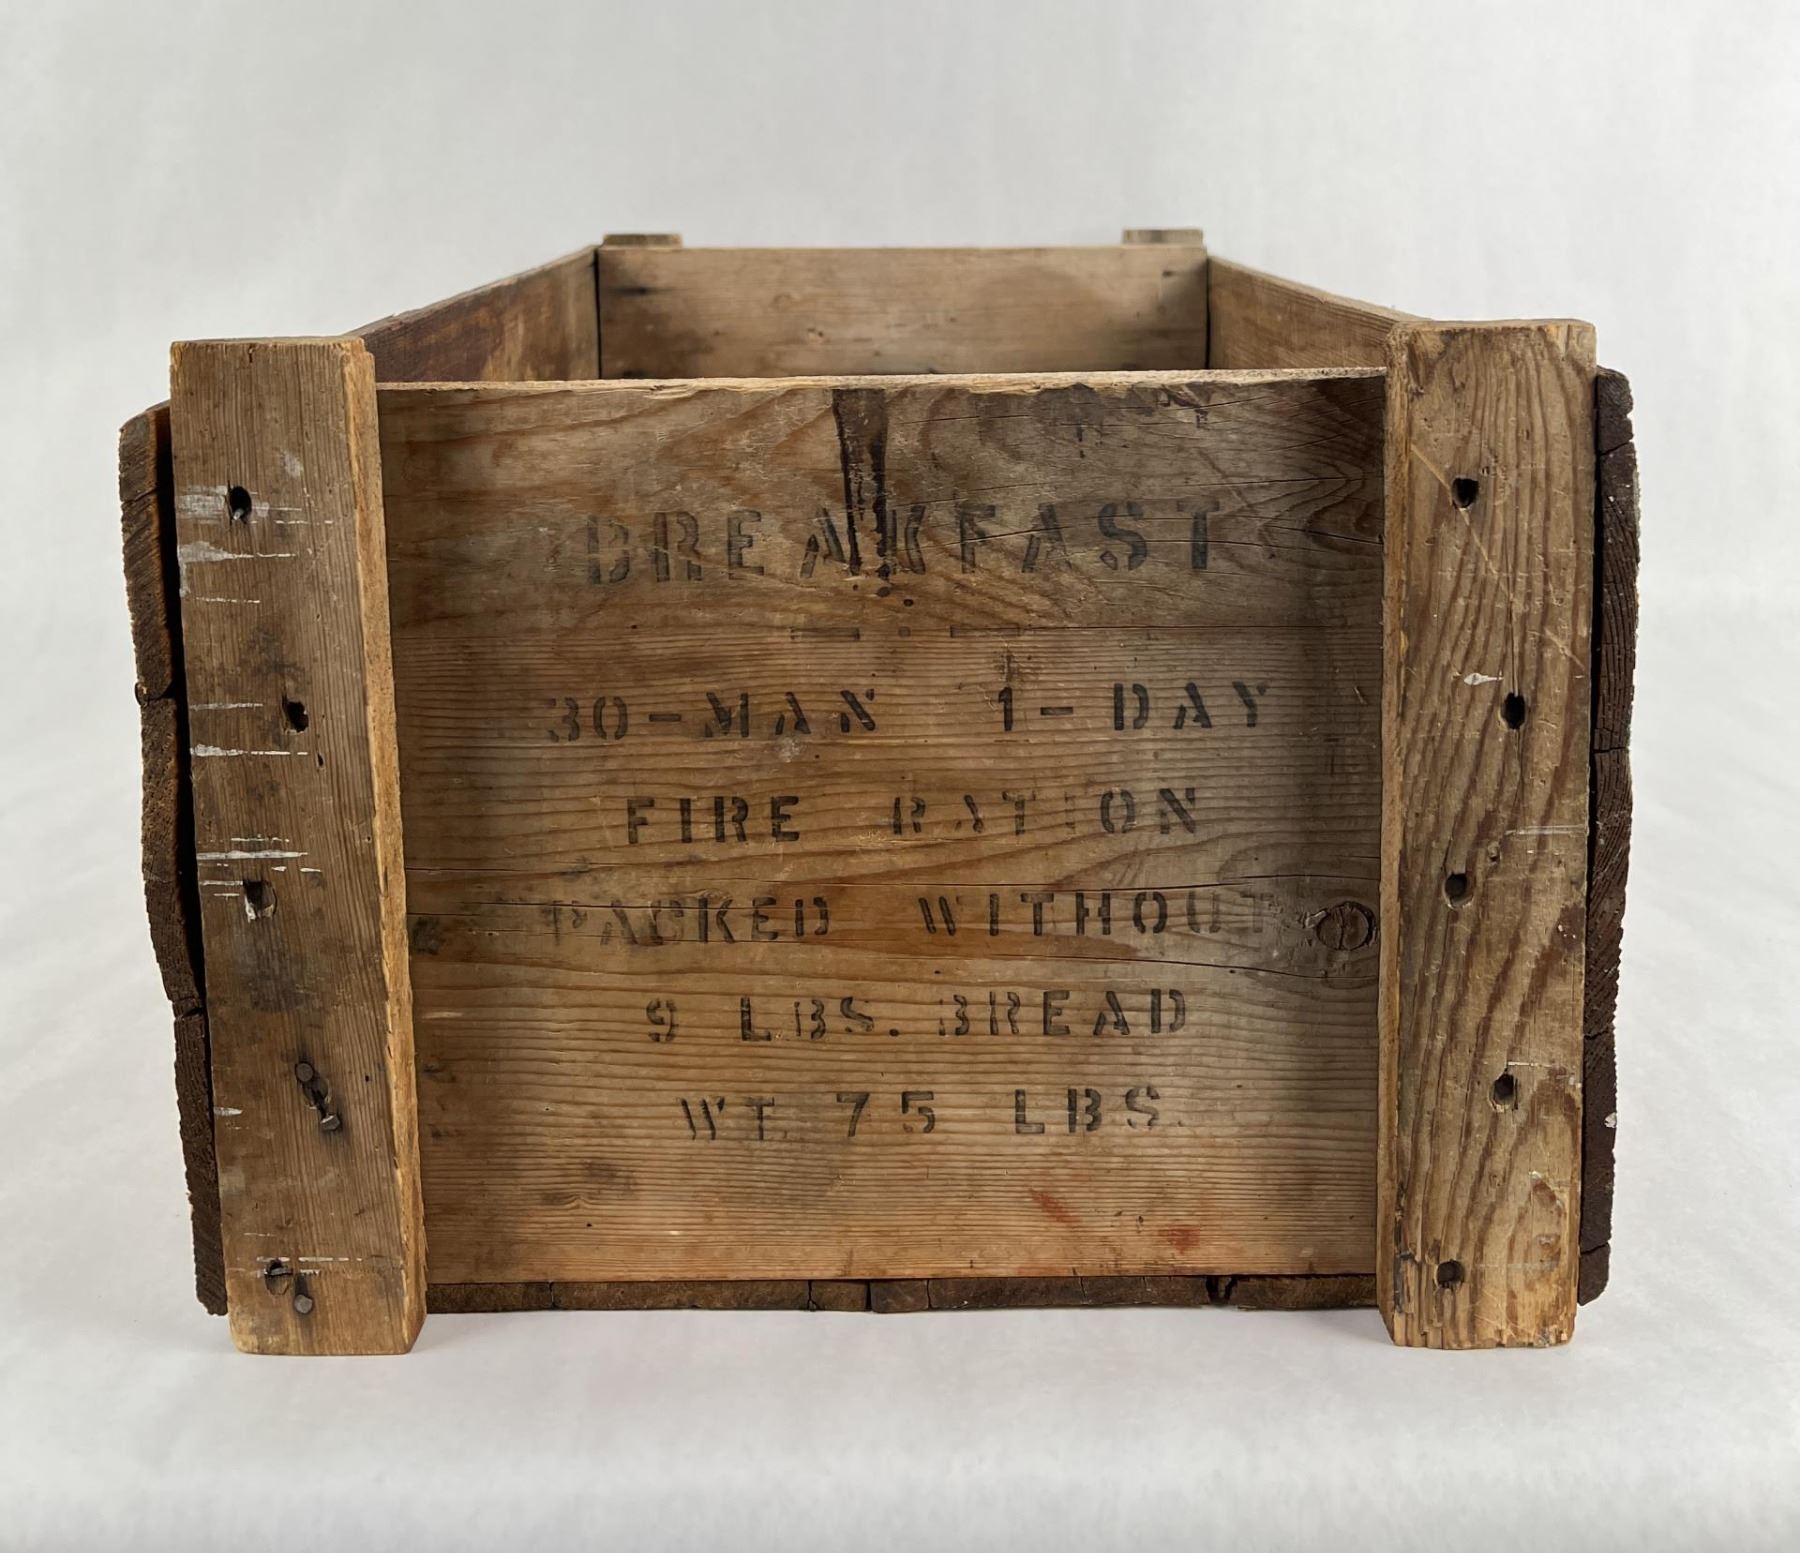 BREAKFAST
30-MAN 1-DAY
FIRE RATION
PACKED WITHOUT
9 LBS. BREAD
WT. 75 LBS.